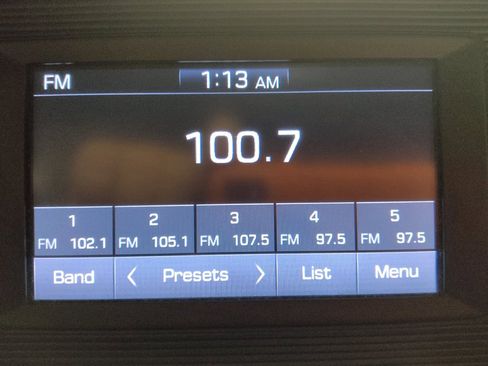 FM 1:13 AM
100.7
1 2 3 4 5
FM 102.1 FM 105.1 FM 107.5 FM 97.5 FM 97.5
Band < Presets > List Menu